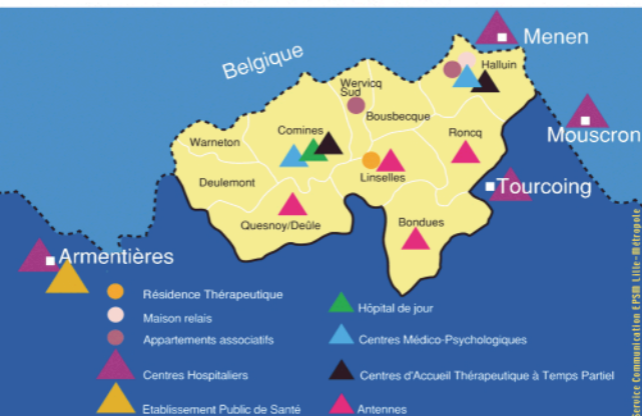 Menen
Belgique
Halluin
Wervicq
Sud
Bousbecque
Comines
Mouscron
Roncq
Warneton
Linselles
Deulemont
Tourcoing
Quesnoy/Deûle
Bondues
Armentières
Résidence Thérapeutique
Maison relais
Appartements associatifs
Centres Hospitaliers
Etablissement Public de Santé
Hôpital de jour
Centres Médico-Psychologiques
Centres d'Accueil Thérapeutique à Temps Partiel
Antennes
Service Communication EPSM Lille-Métropole